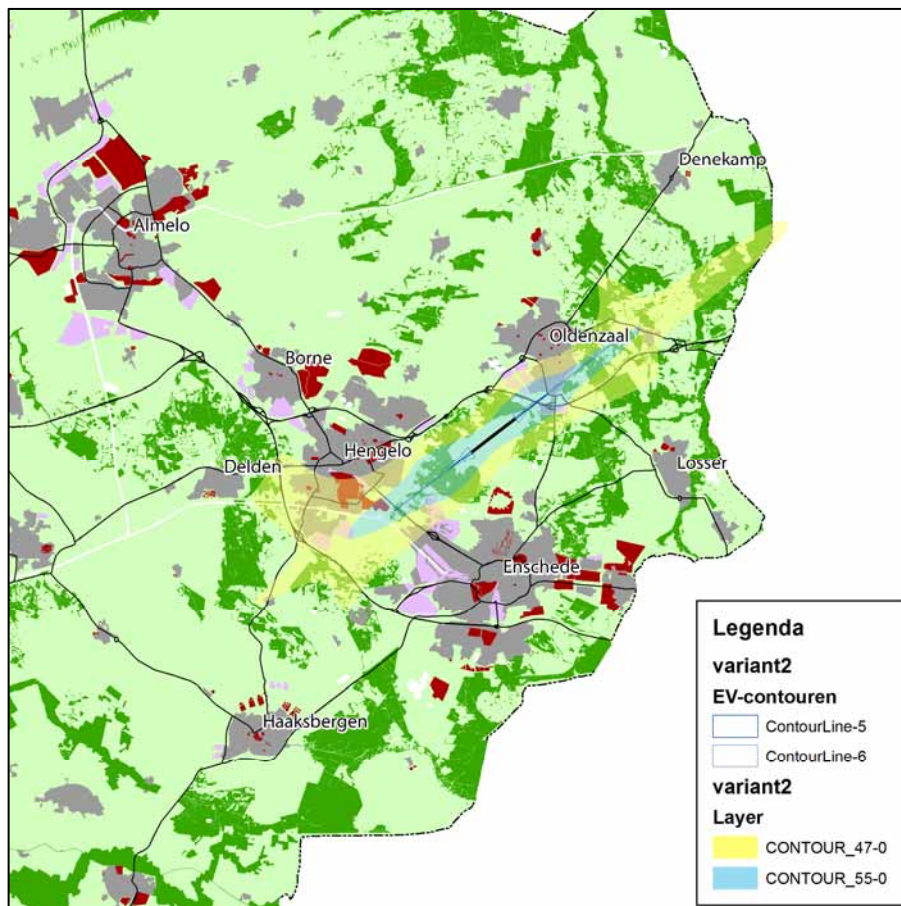 Denekamp
Almelo
Oldenzaal
Borne
Hengelo
Delden
Losser
Enschede
Haaksbergen
Legenda
variant2
EV-contouren
ContourLine-5
ContourLine-6
variant2
Layer
CONTOUR_47-0
CONTOUR_55-0